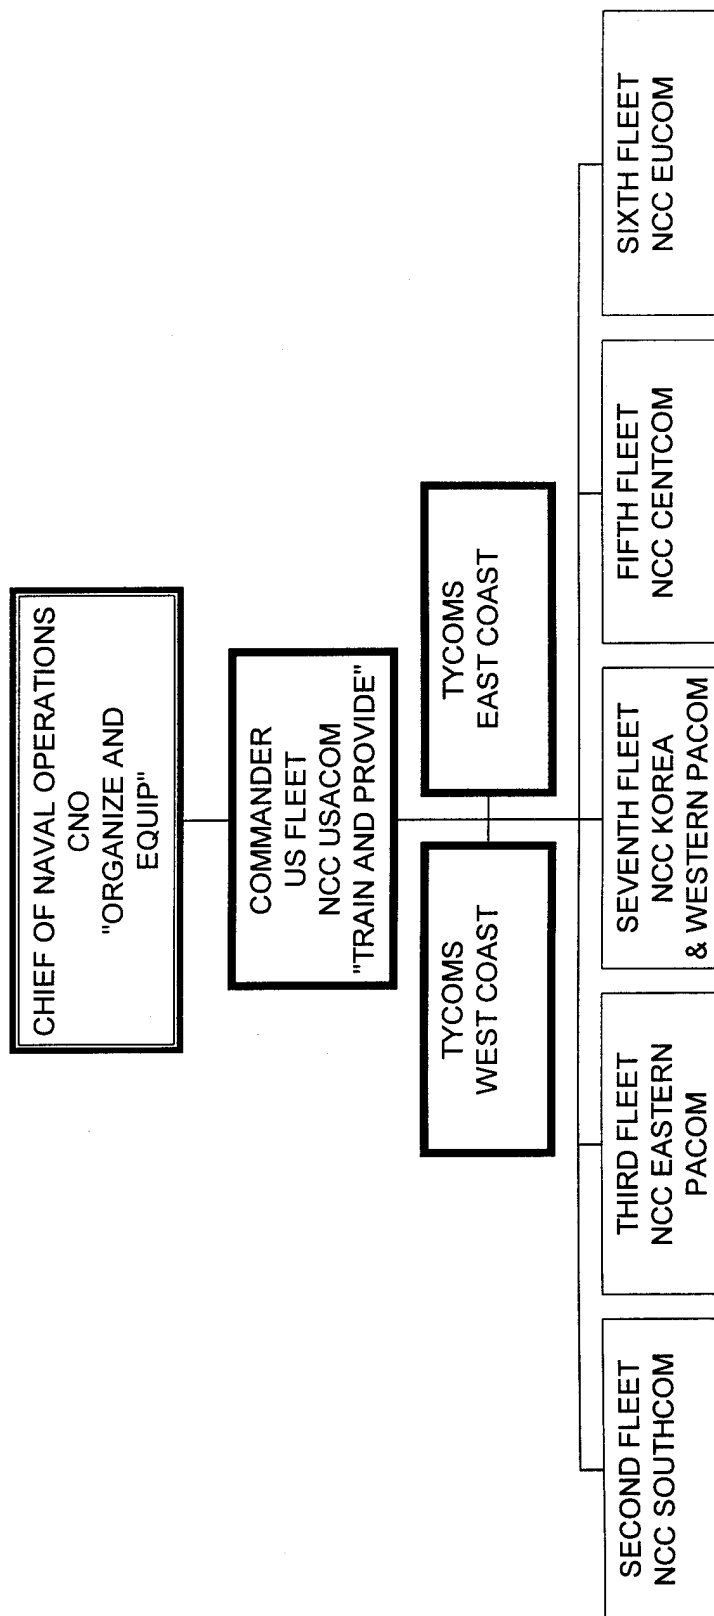 CHIEF OF NAVAL OPERATIONS
CNO
"ORGANIZE AND
EQUIP"
COMMANDER
US FLEET
NCC USACOM
"TRAIN AND PROVIDE"
TYCOMS
WEST COAST
TYCOMS
EAST COAST
SECOND FLEET
NCC SOUTHCOM
THIRD FLEET
NCC EASTERN
PACOM
SEVENTH FLEET
NCC KOREA
& WESTERN PACOM
FIFTH FLEET
NCC CENTCOM
SIXTH FLEET
NCC EUCOM